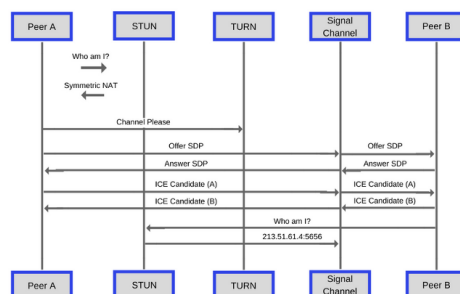 Peer A
STUN
TURN
Signal
Channel
Peer B
Who am I?
Symmetric NAT
Channel Please
Offer SDP
Offer SDP
Answer SDP
Answer SDP
ICE Candidate (A)
ICE Candidate (A)
ICE Candidate (B)
ICE Candidate (B)
Who am I?
213.51.61.4:5656
Peer A
STUN
TURN
Signal
Channel
Peer B